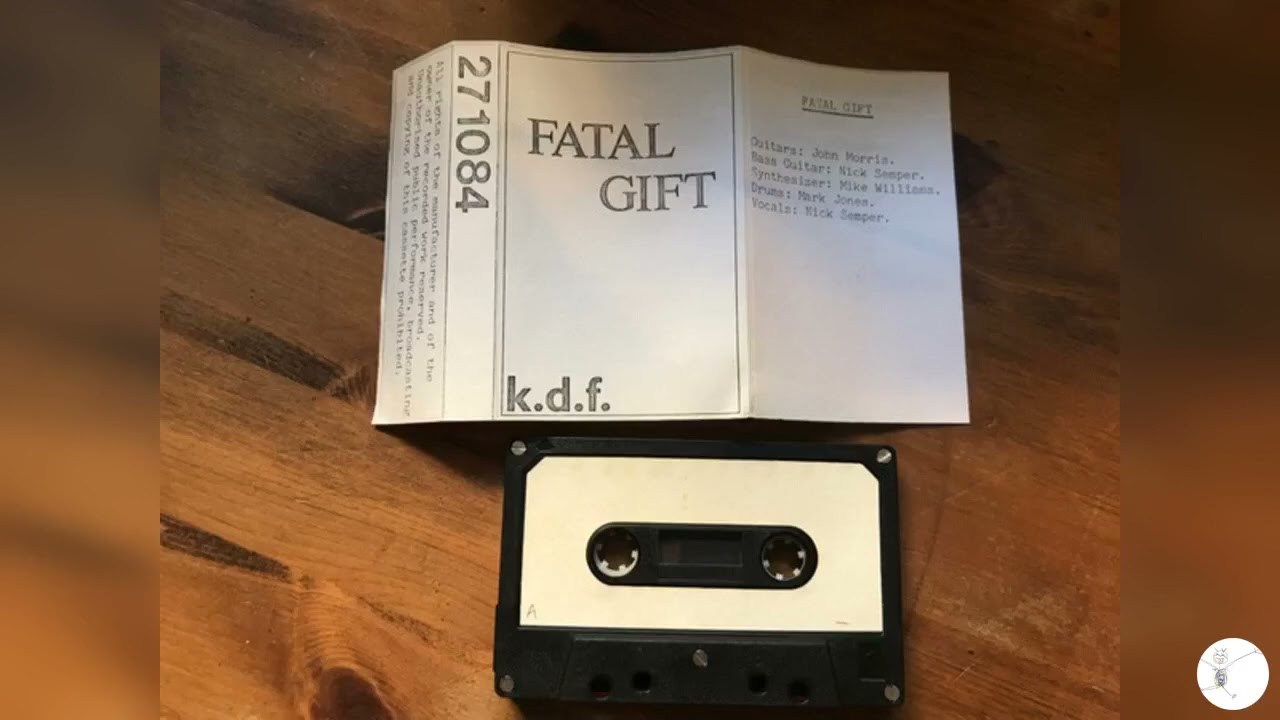 All rights of the manufacturer and of the
owner of the recorded work reserved.
Unauthorised public performance, broadcasting
and copying of this cassette prohibited.
271084
FATAL
GIFT
k.d.f.
FATAL GIFT
Guitars: John Morris.
Bass Guitar: Nick Semper.
Synthesiser: Mike Williams.
Drums: Mark Jones.
Vocals: Nick Semper.
A